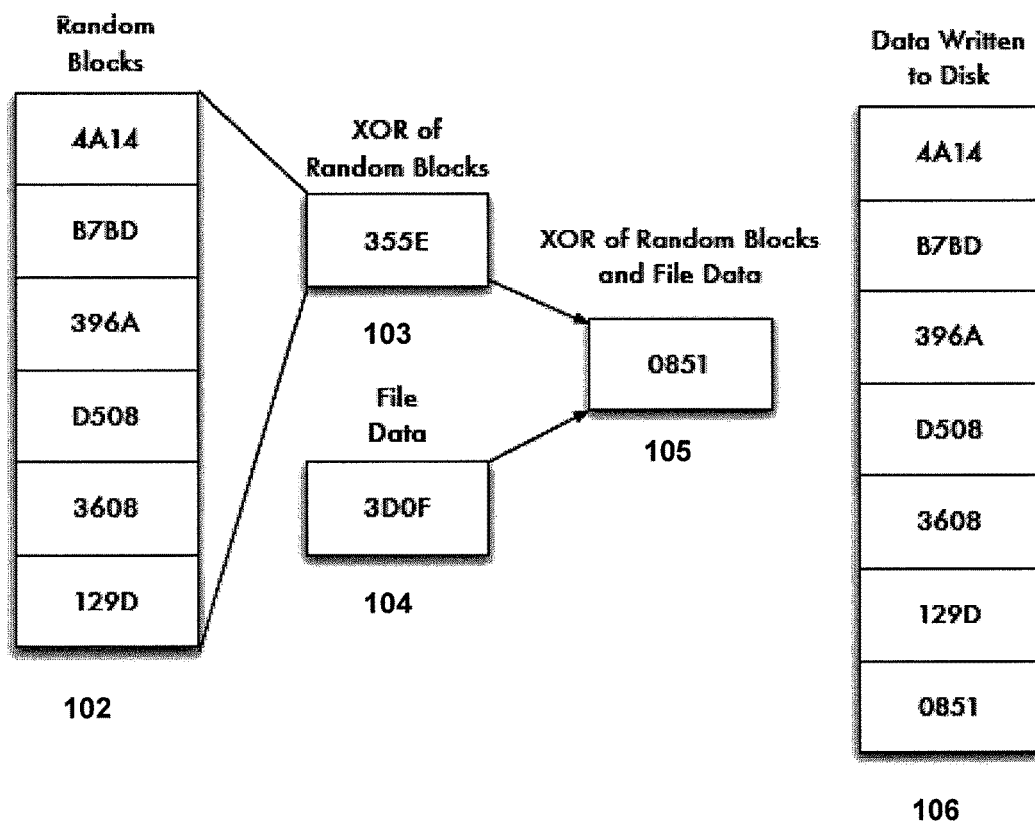 Random
Blocks
4A14
B7BD
396A
D508
3608
129D
102
XOR of
Random Blocks
355E
103
File
Data
3D0F
104
XOR of Random Blocks
and File Data
0851
105
Data Written
to Disk
4A14
B7BD
396A
D508
3608
129D
0851
106